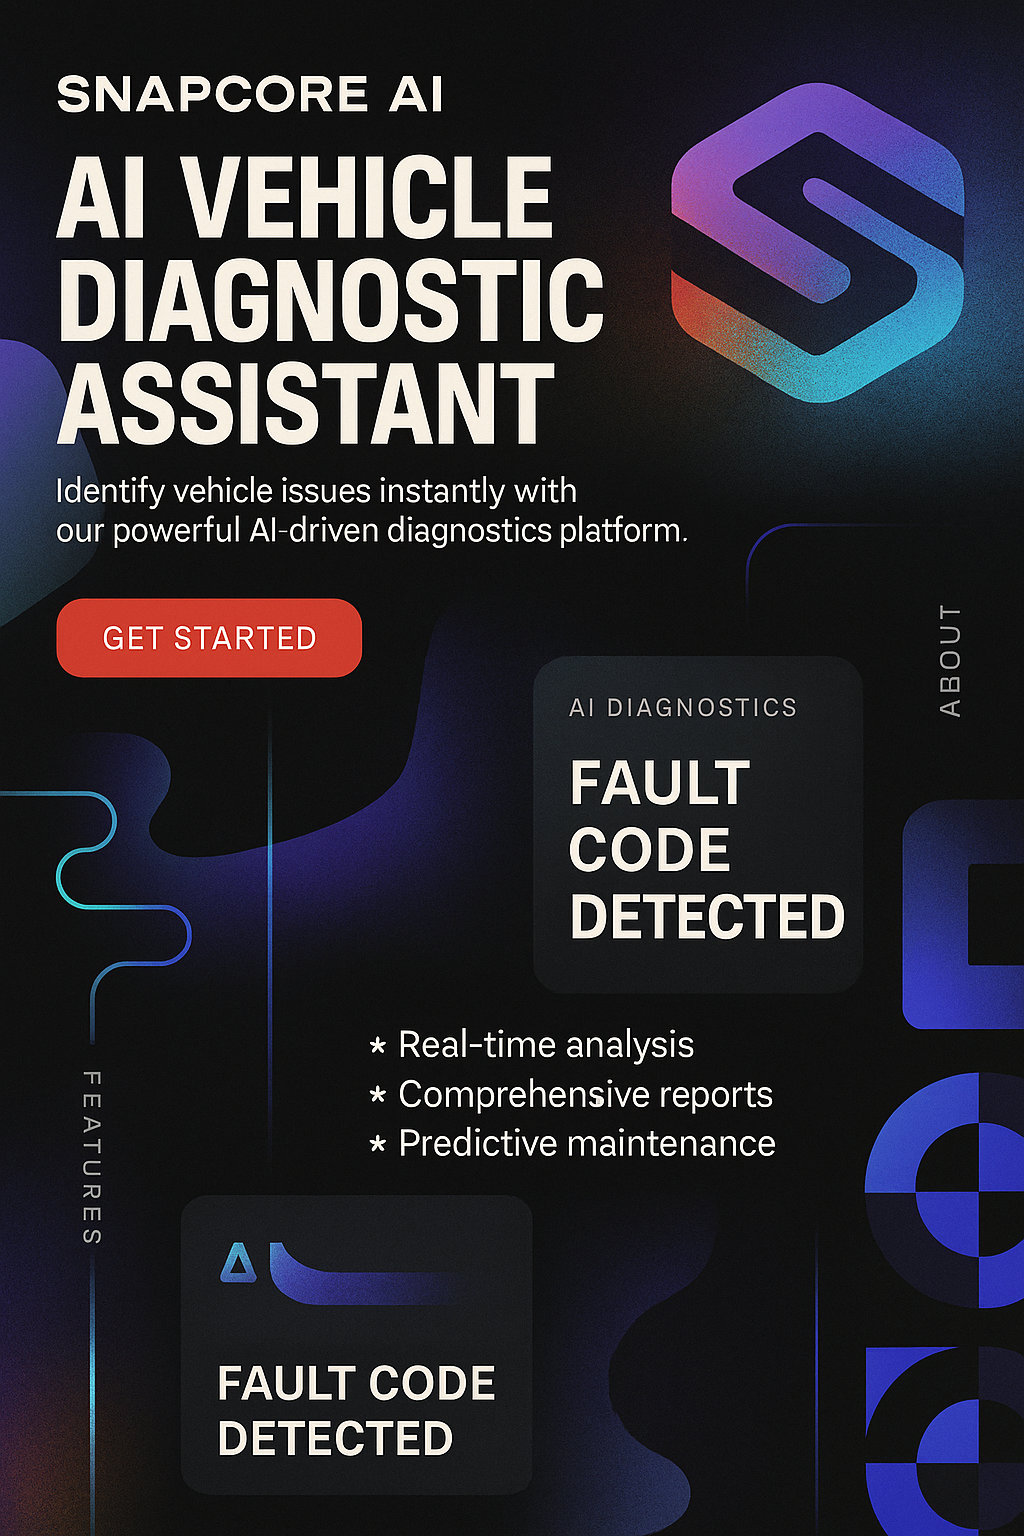 SNAPCORE AI
AI VEHICLE
DIAGNOSTIC
ASSISTANT
Identify vehicle issues instantly with
our powerful AI-driven diagnostics platform.
GET STARTED
ABOUT
AI DIAGNOSTICS
FAULT
CODE
DETECTED
* Real-time analysis
* Comprehensive reports
* Predictive maintenance
FEATURES
FAULT CODE
DETECTED